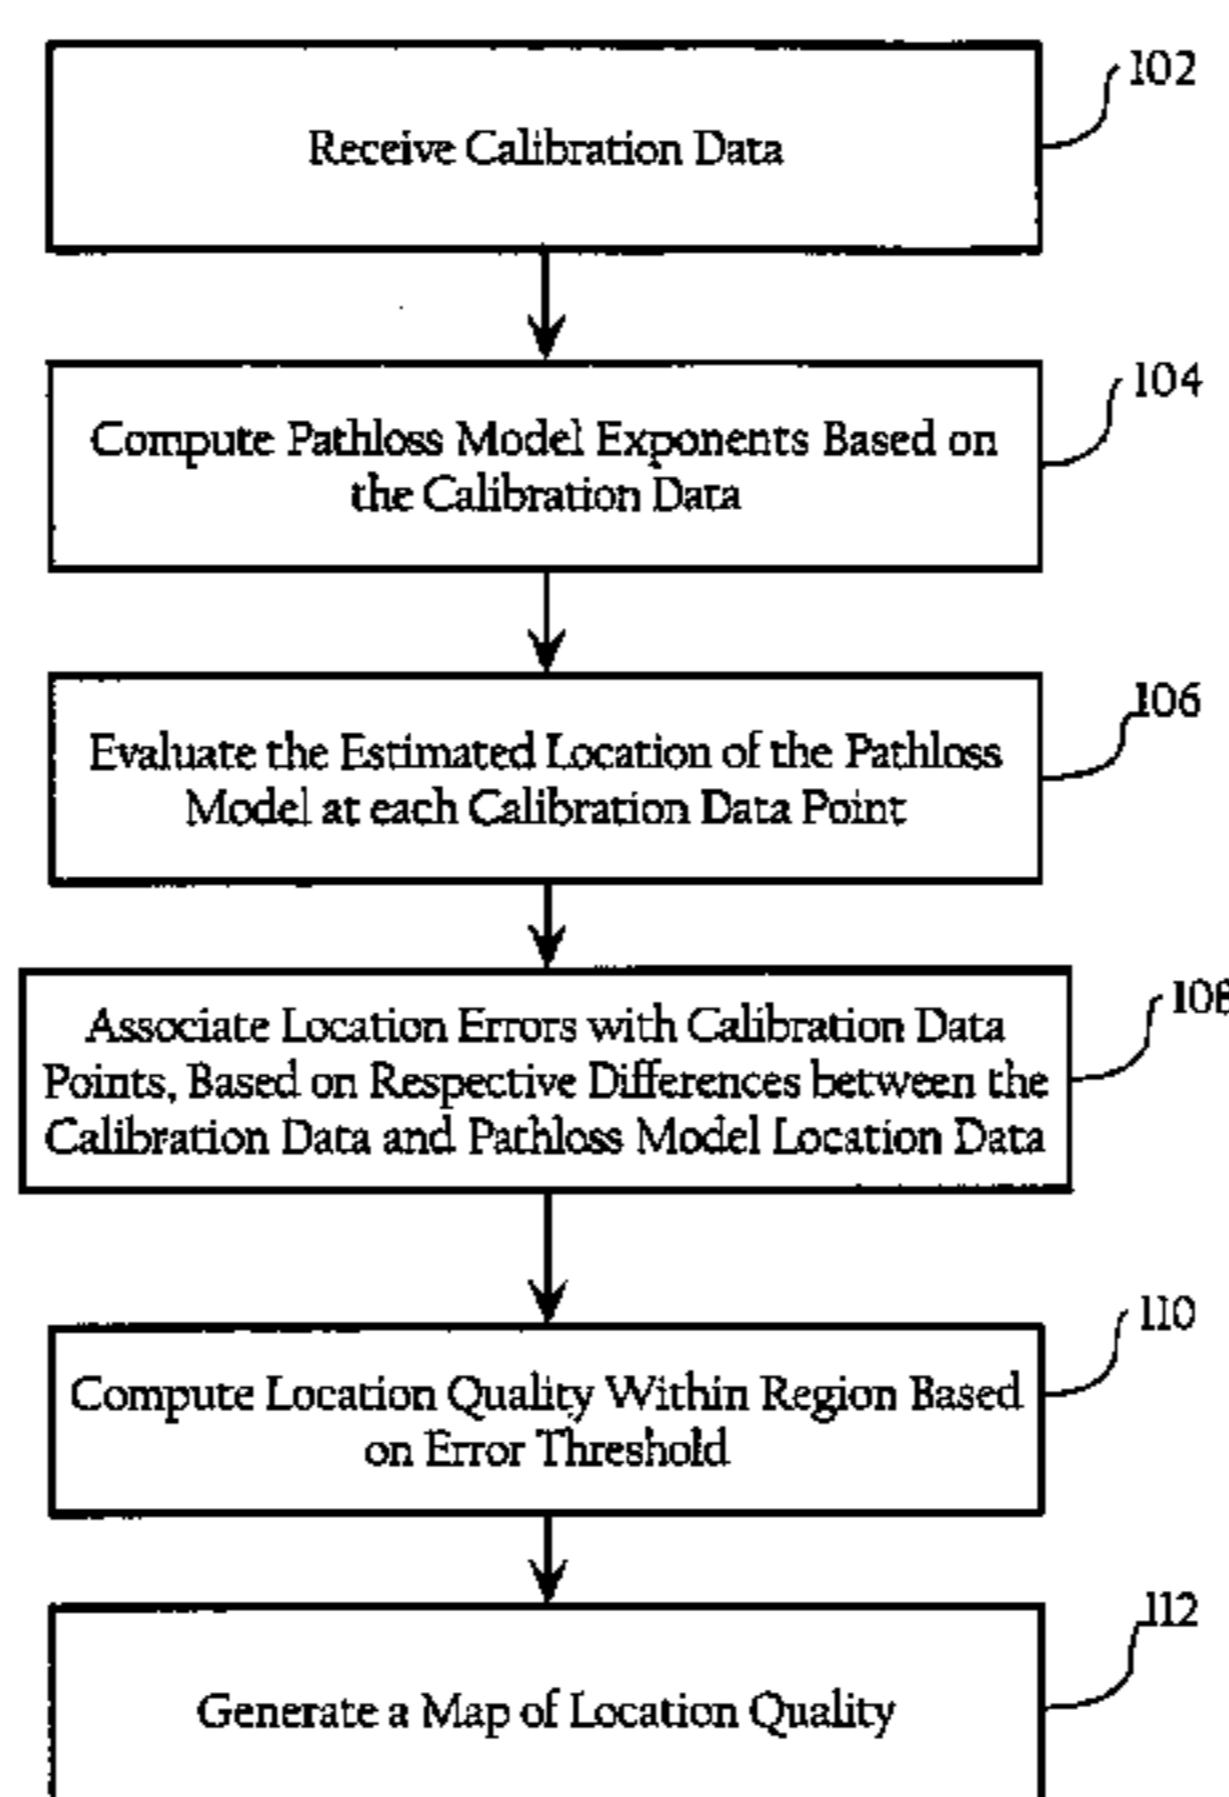 102
Receive Calibration Data
104
Compute Pathloss Model Exponents Based on
the Calibration Data
106
Evaluate the Estimated Location of the Pathloss
Model at each Calibration Data Point
108
Associate Location Errors with Calibration Data
Points, Based on Respective Differences between the
Calibration Data and Pathloss Model Location Data
110
Compute Location Quality Within Region Based
on Error Threshold
112
Generate a Map of Location Quality